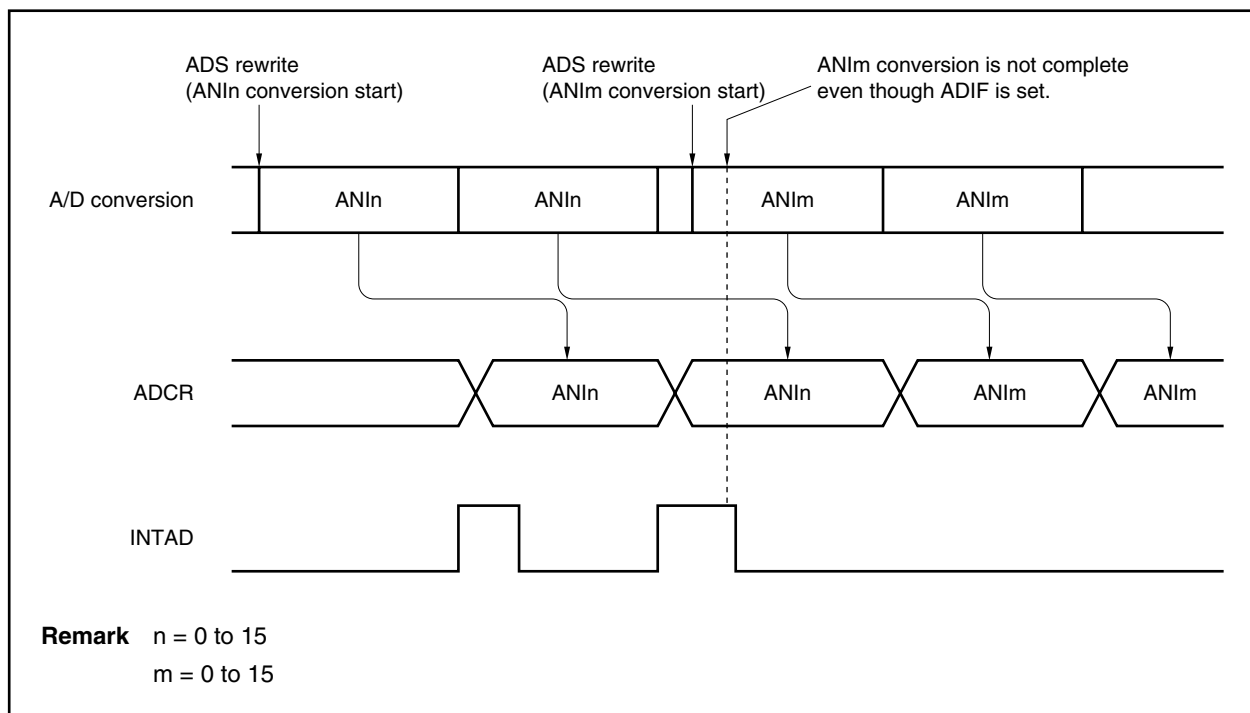 ADS rewrite
(ANIn conversion start)
ADS rewrite
(ANIm conversion start)
ANIm conversion is not complete
even though ADIF is set.
A/D conversion
ANIn
ANIn
ANIm
ANIm
ADCR
ANIn
ANIn
ANIm
ANIm
INTAD
Remark n = 0 to 15
m = 0 to 15